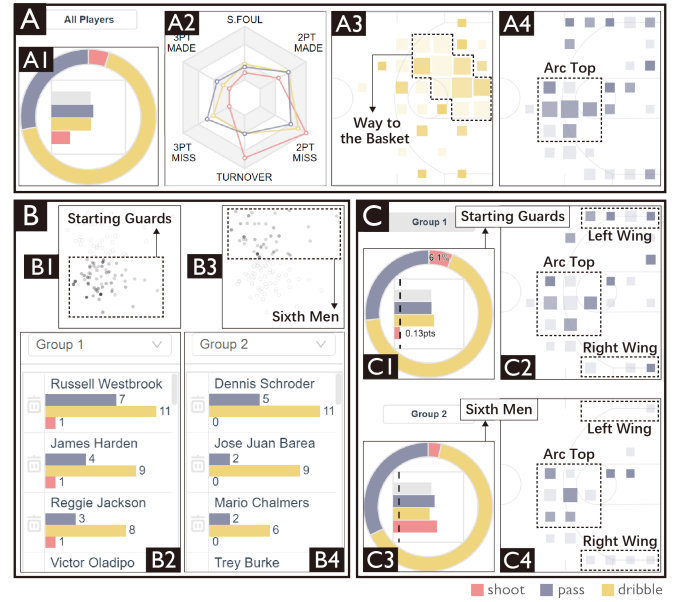 A
All Players
A1
A2
S.FOUL
3PT
MADE
2PT
MADE
3PT
MISS
2PT
MISS
TURNOVER
A3
Way to
the Basket
A4
Arc Top
B
Starting Guards
B1
B3
Sixth Men
Group 1
Group 2
Russell Westbrook
7
11
1
James Harden
4
9
1
Reggie Jackson
3
8
1
Victor Oladipo
B2
Dennis Schroder
5
11
0
Jose Juan Barea
2
9
0
Mario Chalmers
2
6
0
Trey Burke
B4
C
Group 1
Starting Guards
6.1%
0.13pts
C1
Left Wing
Arc Top
Right Wing
C2
Group 2
Sixth Men
C3
Left Wing
Arc Top
Right Wing
C4
shoot pass dribble